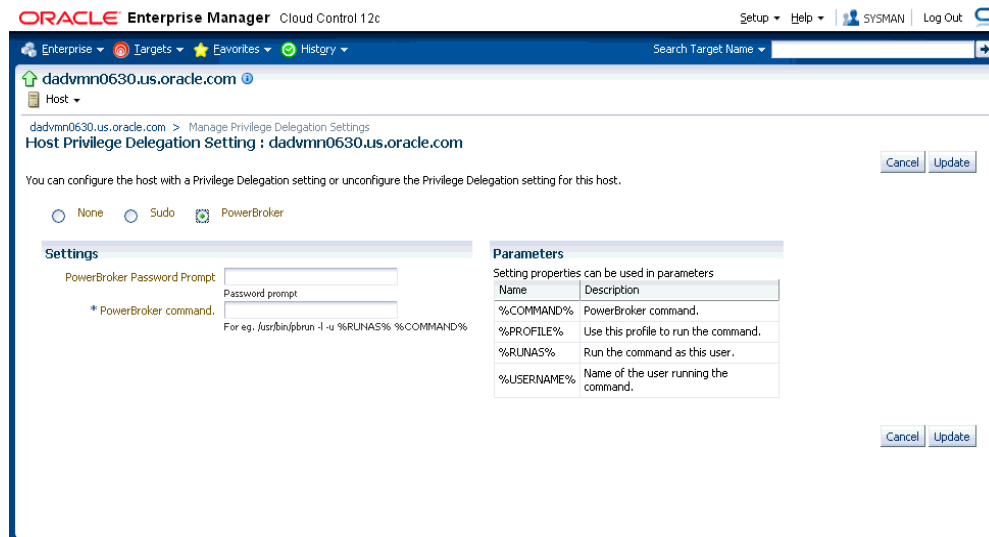 ORACLE Enterprise Manager Cloud Control 12c
Setup Help SYSMAN Log Out
Enterprise Targets Favorites History Search Target Name
dadvmn0630.us.oracle.com
Host
dadvmn0630.us.oracle.com > Manage Privilege Delegation Settings
Host Privilege Delegation Setting : dadvmn0630.us.oracle.com
Cancel Update
You can configure the host with a Privilege Delegation setting or unconfigure the Privilege Delegation setting for this host.
None Sudo PowerBroker
Settings
PowerBroker Password Prompt
Password prompt
* PowerBroker command.
For eg. /usr/bin/pbrun -l -u %RUNAS% %COMMAND%
Parameters
Setting properties can be used in parameters
Name Description
%COMMAND% PowerBroker command.
%PROFILE% Use this profile to run the command.
%RUNAS% Run the command as this user.
%USERNAME% Name of the user running the
command.
Cancel Update